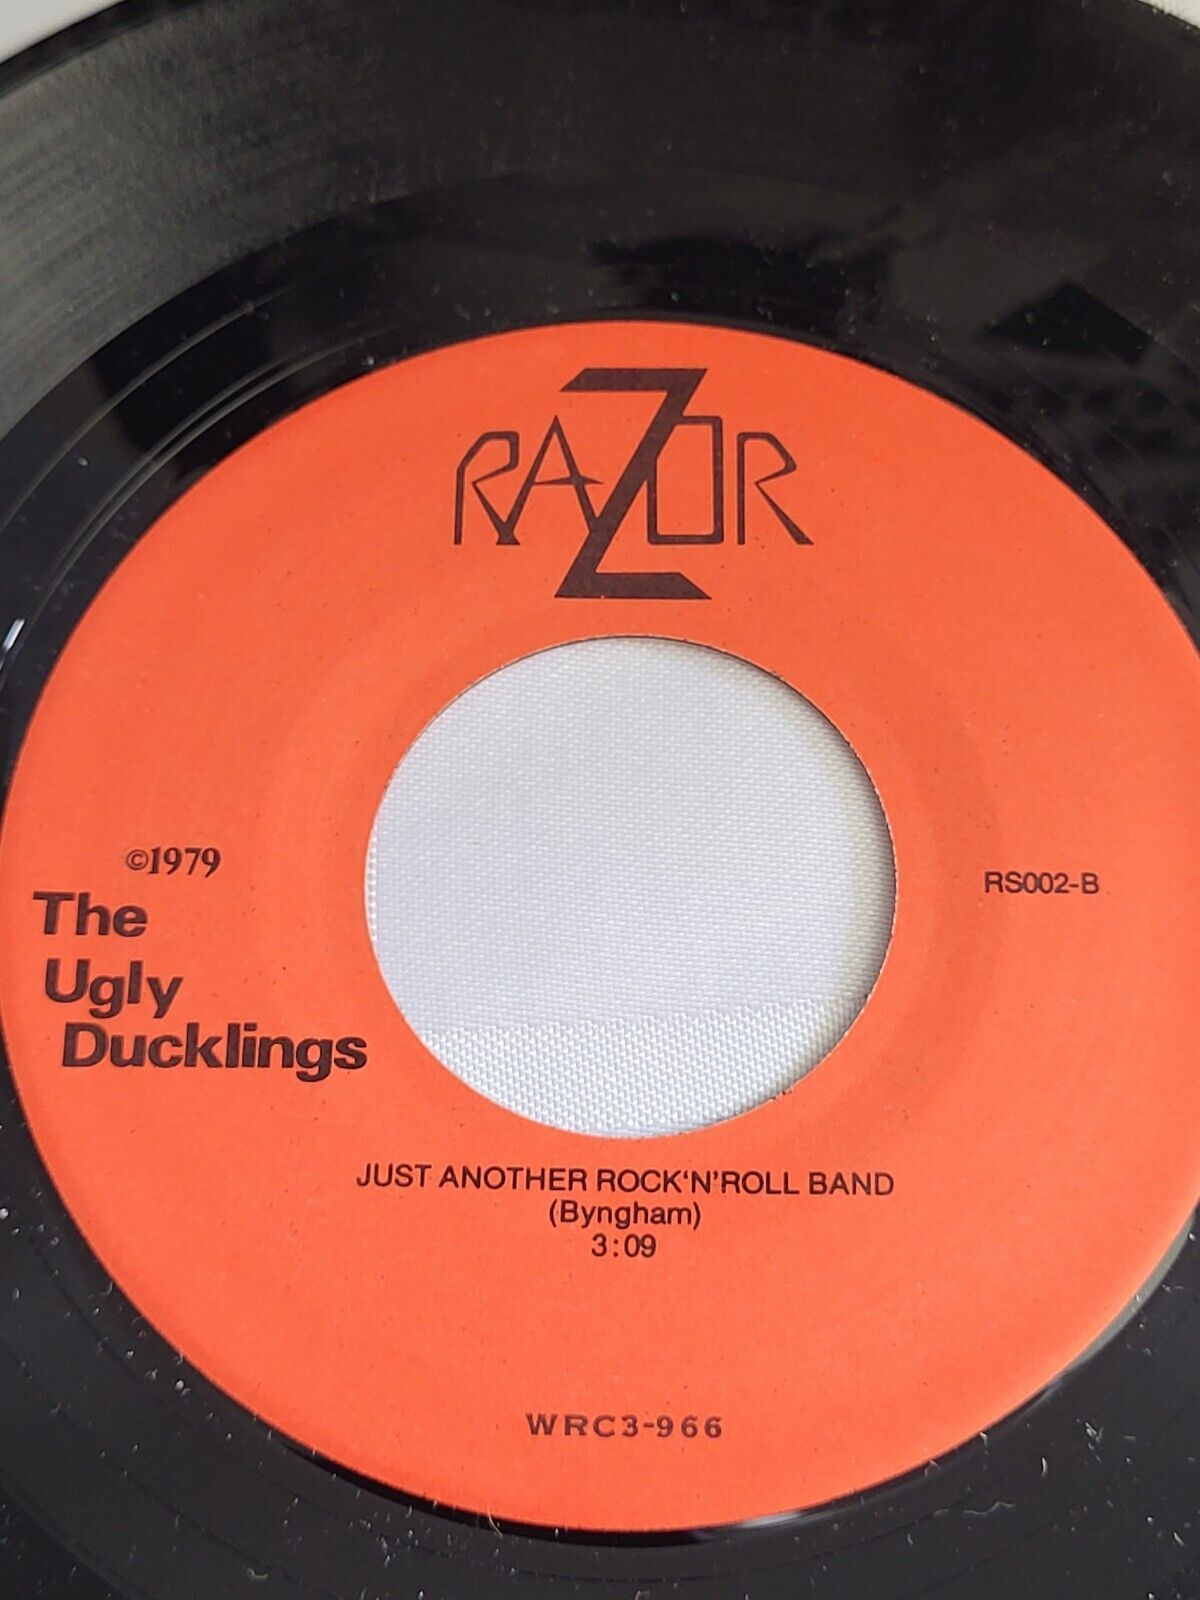 RAZOR
©1979
The
Ugly
Ducklings
RS002-B
JUST ANOTHER ROCK'N'ROLL BAND
(Byngham)
3:09
WRC3-966